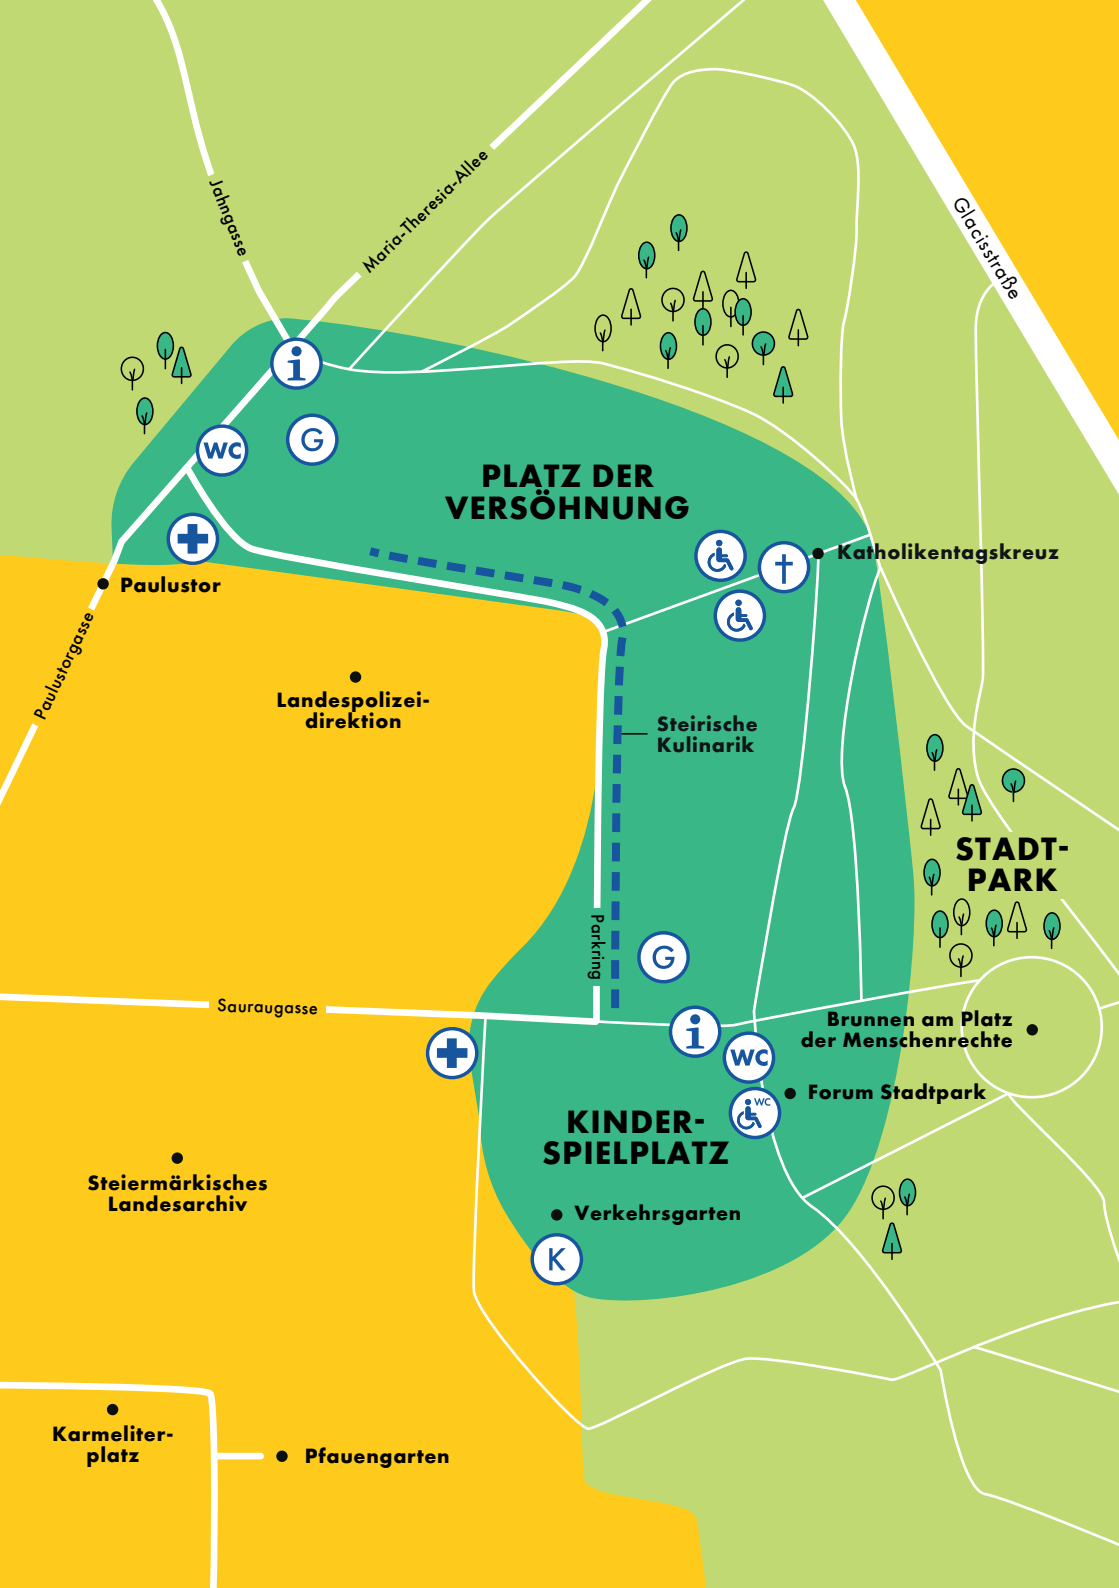 Jahngasse
Maria-Theresia-Allee
Glacisstraße
i
WC
G
PLATZ DER
VERSÖHNUNG
Katholikentagskreuz
Paulustor
Paulustorgasse
Landespolizei-
direktion
Steirische
Kulinarik
STADT-
PARK
Parkring
G
Sauraugasse
i
WC
Brunnen am Platz
der Menschenrechte
WC
Forum Stadtpark
KINDER-
SPIELPLATZ
Steiermärkisches
Landesarchiv
Verkehrsgarten
K
Karmeliter-
platz
Pfauengarten